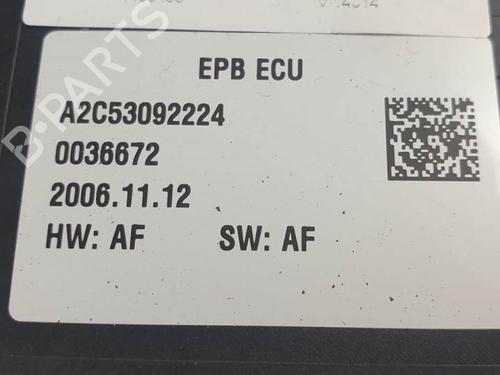 EPB ECU
A2C53092224
0036672
2006.11.12
HW: AF SW: AF
B-PARTS